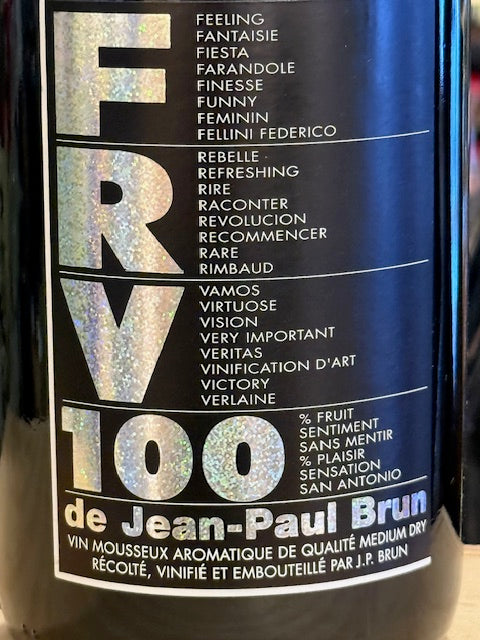 F
FEELING
FANTAISIE
FIESTA
FARANDOLE
FINESSE
FUNNY
FEMININ
FELLINI FEDERICO
R
REBELLE
REFRESHING
RIRE
RACONTER
REVOLUCION
RECOMMENCER
RARE
RIMBAUD
V
VAMOS
VIRTUOSE
VISION
VERY IMPORTANT
VERITAS
VINIFICATION D'ART
VICTORY
VERLAINE
100
% FRUIT
SENTIMENT
SANS MENTIR
% PLAISIR
SENSATION
SAN ANTONIO
de Jean-Paul Brun
VIN MOUSSEUX AROMATIQUE DE QUALITÉ MEDIUM DRY
RÉCOLTÉ, VINIFIÉ ET EMBOUTEILLÉ PAR J.P. BRUN